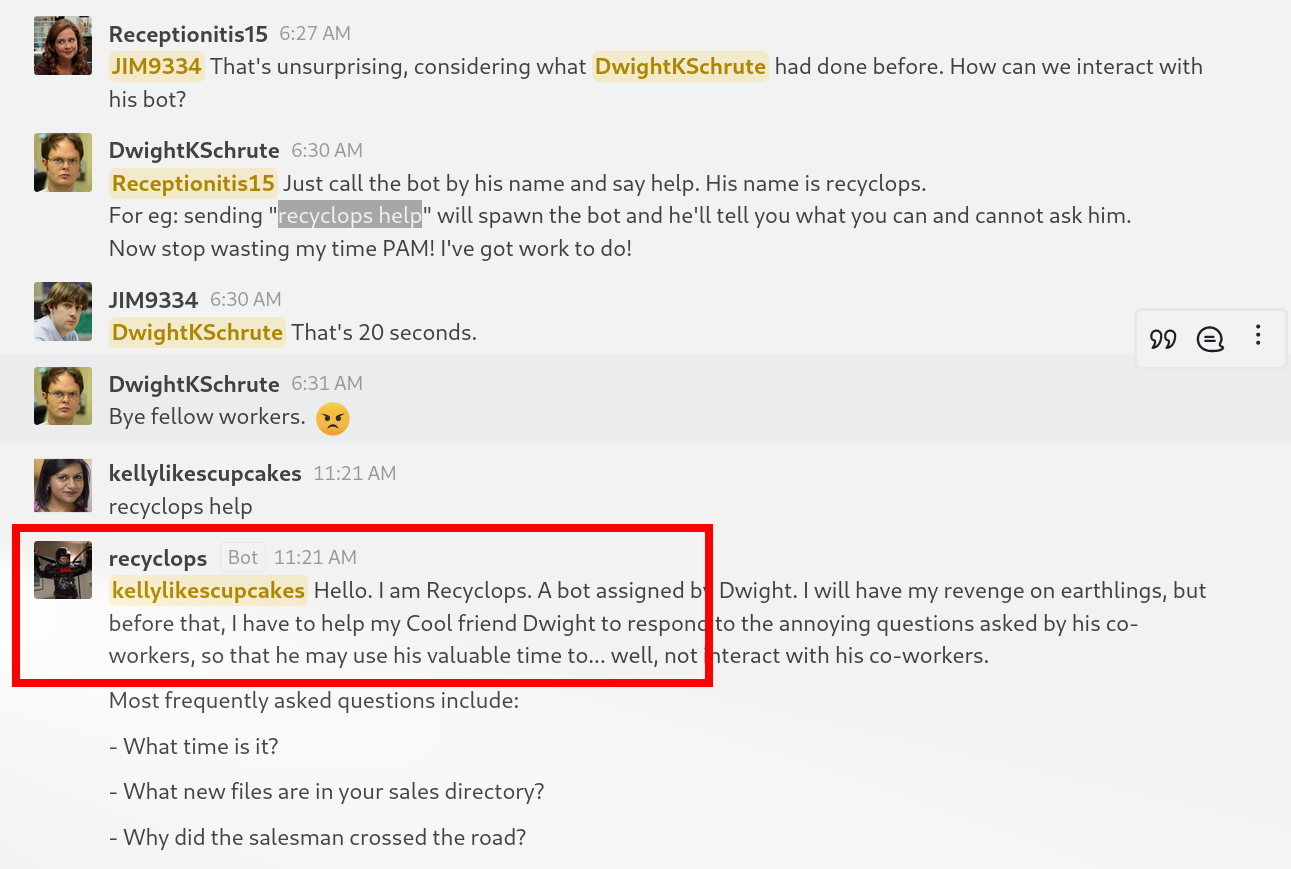 Receptionitis15 6:27 AM
JIM9334 That's unsurprising, considering what DwightKSchrute had done before. How can we interact with
his bot?
DwightKSchrute 6:30 AM
Receptionitis15 Just call the bot by his name and say help. His name is recyclops.
For eg: sending "recyclops help" will spawn the bot and he'll tell you what you can and cannot ask him.
Now stop wasting my time PAM! I've got work to do!
JIM9334 6:30 AM
DwightKSchrute That's 20 seconds.
DwightKSchrute 6:31 AM
Bye fellow workers. 😠
kellylikescupcakes 11:21 AM
recyclops help
recyclops Bot 11:21 AM
kellylikescupcakes Hello. I am Recyclops. A bot assigned by Dwight. I will have my revenge on earthlings, but
before that, I have to help my Cool friend Dwight to respond to the annoying questions asked by his co-
workers, so that he may use his valuable time to... well, not interact with his co-workers.
Most frequently asked questions include:
- What time is it?
- What new files are in your sales directory?
- Why did the salesman crossed the road?